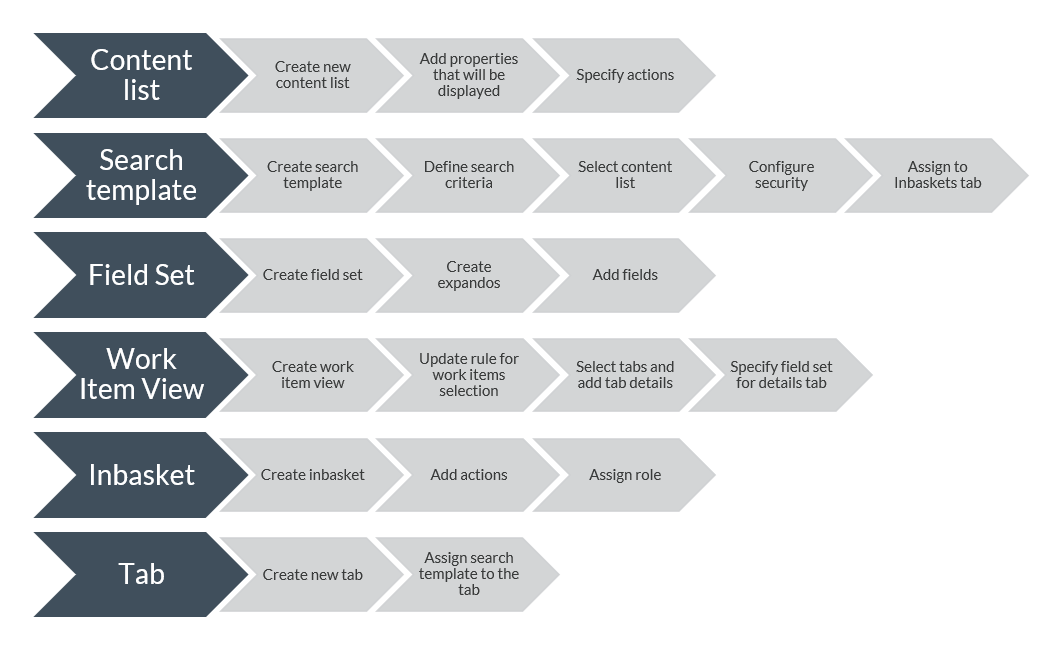 Content
list
Create new
content list
Add properties
that will be
displayed
Specify actions
Search
template
Create search
template
Define search
criteria
Select content
list
Configure
security
Assign to
Inbaskets tab
Field Set
Create field set
Create
expandos
Add fields
Work
Item View
Create work
item view
Update rule for
work items
selection
Select tabs and
add tab details
Specify field set
for details tab
Inbasket
Create inbasket
Add actions
Assign role
Tab
Create new tab
Assign search
template to the
tab